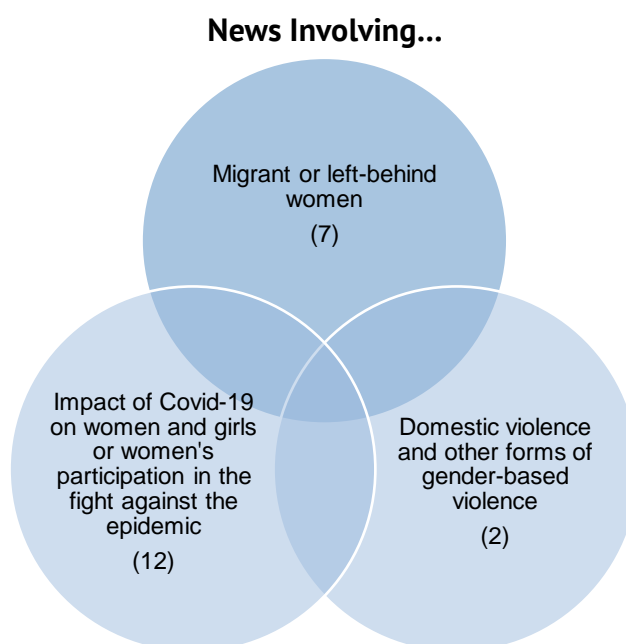 News Involving...
Migrant or left-behind
women
(7)
Impact of Covid-19
on women and girls
or women's
participation in the
fight against the
epidemic
(12)
Domestic violence
and other forms of
gender-based
violence
(2)